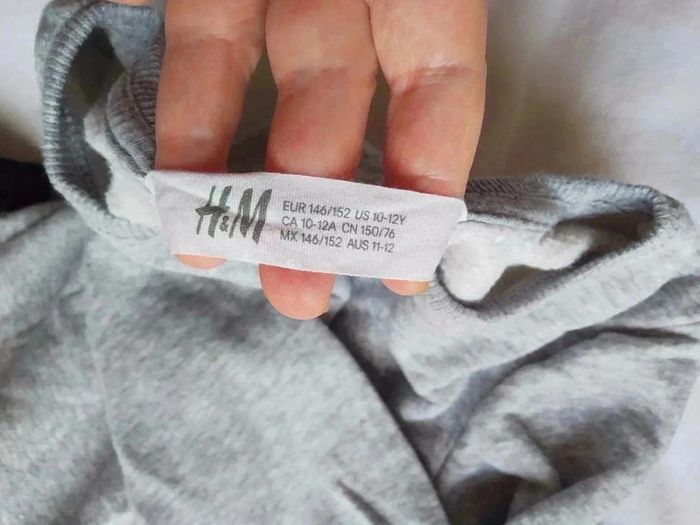 H&M
EUR 146/152 US 10-12Y
CA 10-12A CN 150/76
MX 146/152 AUS 11-12